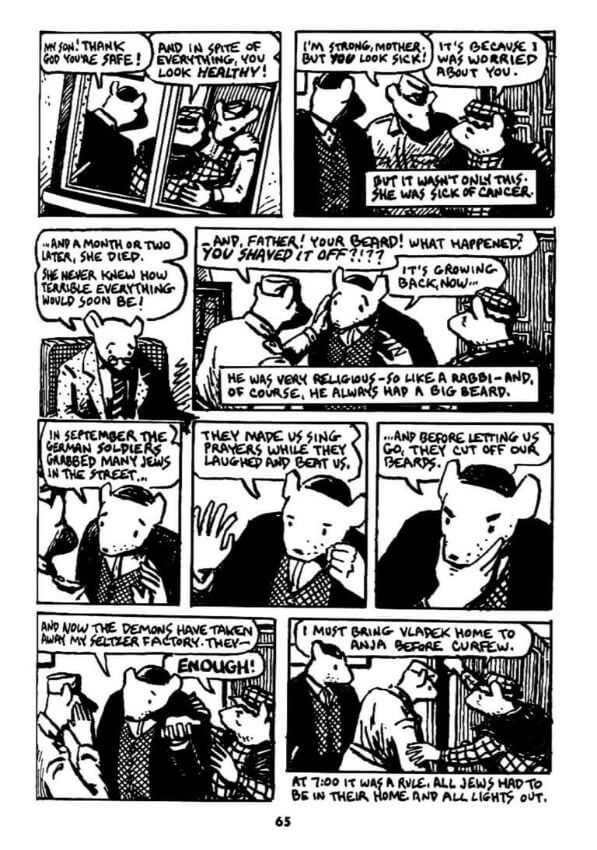 MY SON! THANK
GOD YOU'RE SAFE!
AND IN SPITE OF
EVERYTHING, YOU
LOOK HEALTHY!
I'M STRONG, MOTHER.
BUT YOU LOOK SICK!
IT'S BECAUSE I
WAS WORRIED
ABOUT YOU.
BUT IT WASN'T ONLY THIS.
SHE WAS SICK OF CANCER.
...AND A MONTH OR TWO
LATER, SHE DIED.
SHE NEVER KNEW HOW
TERRIBLE EVERYTHING
WOULD SOON BE!
– AND, FATHER! YOUR BEARD! WHAT HAPPENED?
YOU SHAVED IT OFF?!??
IT'S GROWING
BACK, NOW...
HE WAS VERY RELIGIOUS – SO LIKE A RABBI – AND,
OF COURSE, HE ALWAYS HAD A BIG BEARD.
IN SEPTEMBER THE
GERMAN SOLDIERS
GRABBED MANY JEWS
IN THE STREET...
THEY MADE US SING
PRAYERS WHILE THEY
LAUGHED AND BEAT US.
...AND BEFORE LETTING US
GO, THEY CUT OFF OUR
BEARDS.
AND NOW THE DEMONS HAVE TAKEN
AWAY MY SELTZER FACTORY. THEY–
ENOUGH!
I MUST BRING VLADEK HOME TO
ANJA BEFORE CURFEW.
AT 7:00 IT WAS A RULE. ALL JEWS HAD TO
BE IN THEIR HOME AND ALL LIGHTS OUT.
65